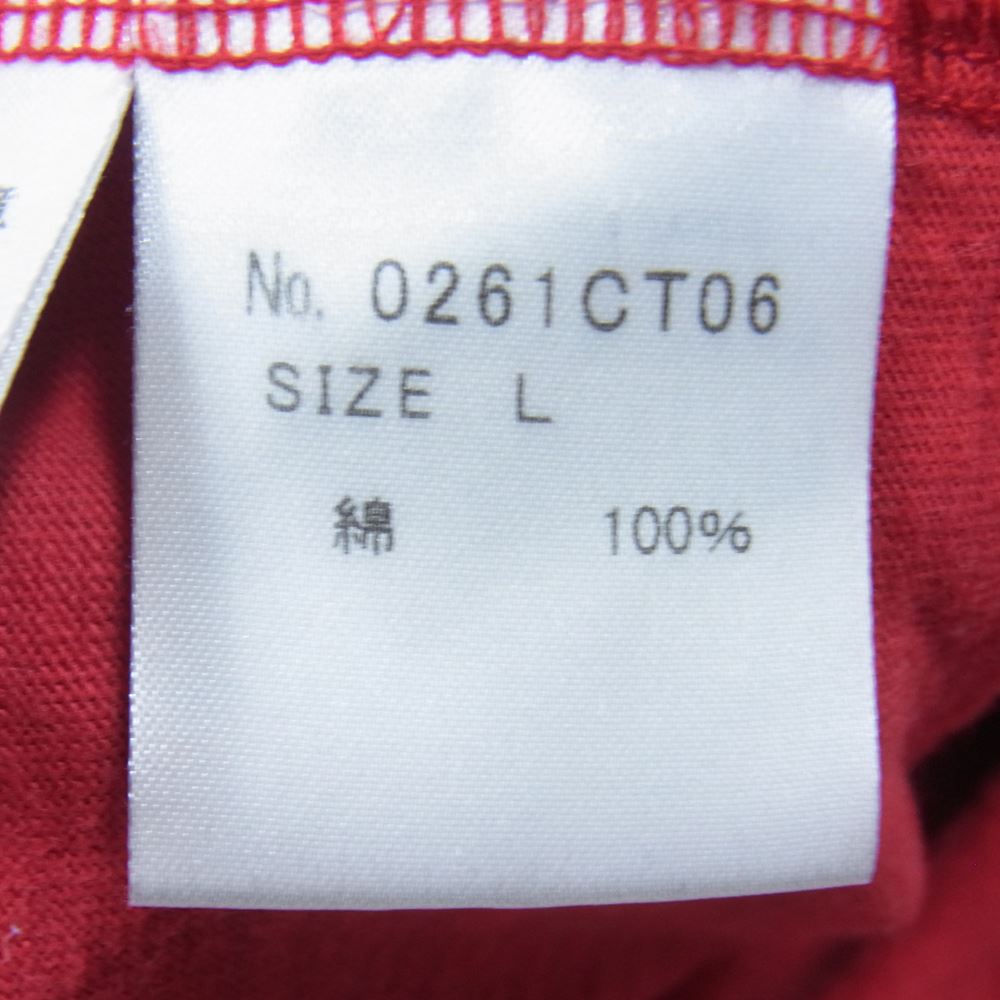 No. 0261CT06
SIZE L
綿 100%